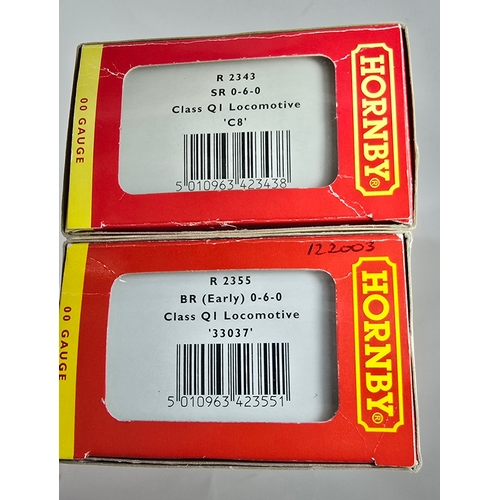 00 GAUGE
R 2343
SR 0-6-0
Class Q1 Locomotive
'C8'
5 010963 423438
HORNBY®
122003
00 GAUGE
R 2355
BR (Early) 0-6-0
Class Q1 Locomotive
'33037'
5 010963 423551
HORNBY®